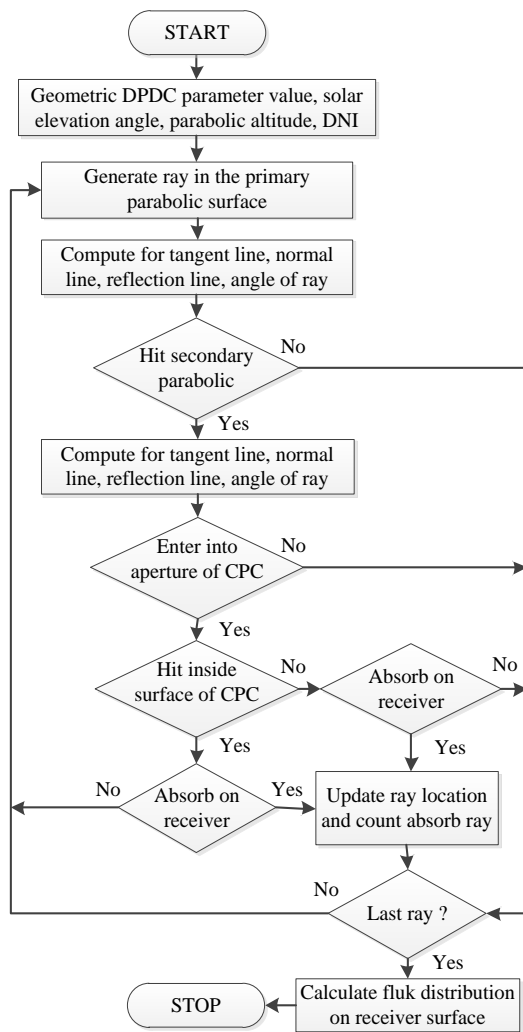 START
Geometric DPDC parameter value, solar
elevation angle, parabolic altitude, DNI
Generate ray in the primary
parabolic surface
Compute for tangent line, normal
line, reflection line, angle of ray
Hit secondary
parabolic
No
Yes
Compute for tangent line, normal
line, reflection line, angle of ray
Enter into
aperture of CPC
No
Yes
Hit inside
surface of CPC
No
Absorb on
receiver
No
Yes
Yes
No
Absorb on
receiver
Yes
Update ray location
and count absorb ray
No
Last ray ?
Yes
Calculate fluk distribution
on receiver surface
STOP